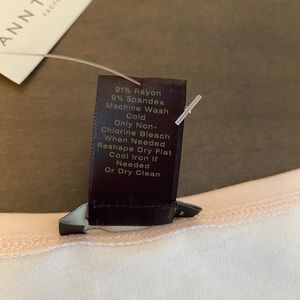 ANN T
91% Rayon
9% Spandex
Machine Wash
Cold
Only Non-
Chlorine Bleach
When Needed
Reshape Dry Flat
Cool Iron If
Needed
Or Dry Clean